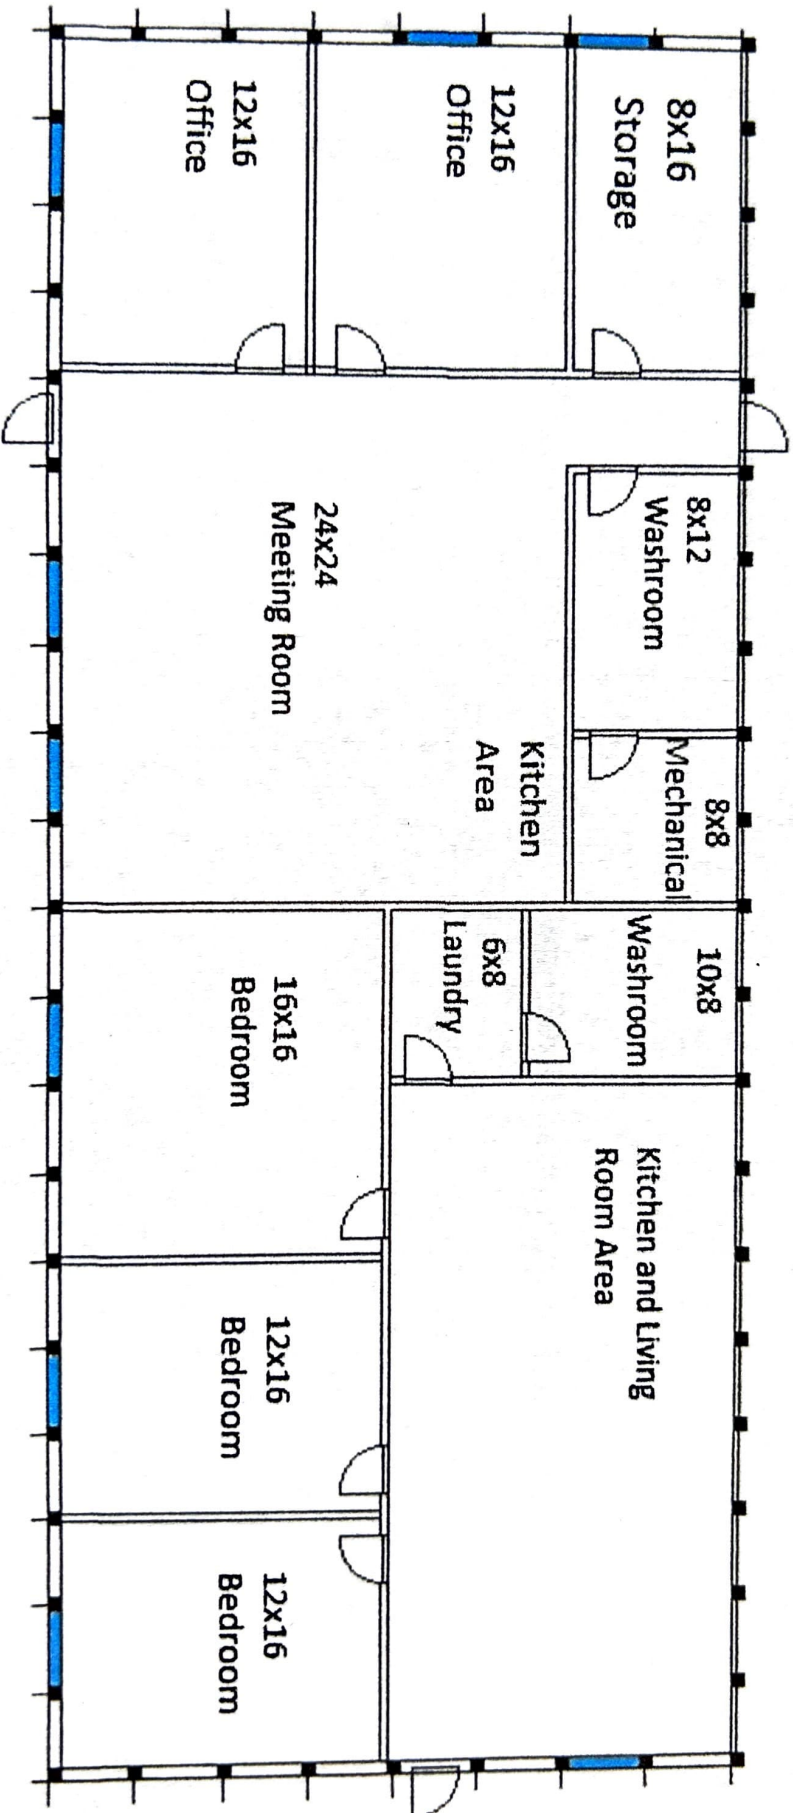 8x16
Storage
12x16
Office
12x16
Office
8x12
Washroom
8x8
Mechanical
24x24
Meeting Room
Kitchen
Area
10x8
Washroom
6x8
Laundry
Kitchen and Living
Room Area
16x16
Bedroom
12x16
Bedroom
12x16
Bedroom